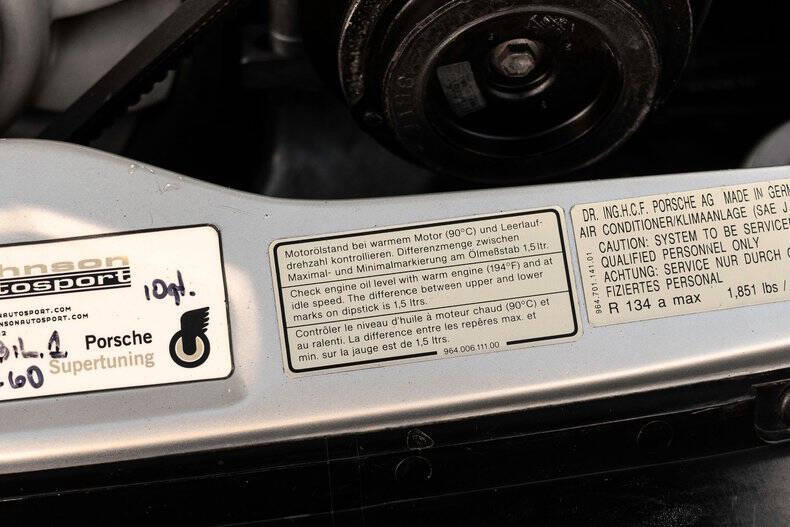 hnson
tosport
OSPORT.COM
NSONAUTOSPORT.COM
10qt.
BIL.1
60
Porsche
Supertuning
Motorölstand bei warmem Motor (90°C) und Leerlauf-
drehzahl kontrollieren. Differenzmenge zwischen
Maximal- und Minimalmarkierung am Ölmeßstab 1,5 ltr.
Check engine oil level with warm engine (194°F) and at
idle speed. The difference between upper and lower
marks on dipstick is 1,5 ltrs.
Contrôler le niveau d'huile à moteur chaud (90°C) et
au ralenti. La différence entre les repères max. et
min. sur la jauge est de 1,5 ltrs.
964.006.111.00
964.701.141.01
DR. ING.H.C.F. PORSCHE AG MADE IN GERM
AIR CONDITIONER/KLIMAANLAGE (SAE J
CAUTION: SYSTEM TO BE SERVICE
QUALIFIED PERSONNEL ONLY
ACHTUNG: SERVICE NUR DURCH
FIZIERTES PERSONAL
R 134 a max 1,851 lbs /